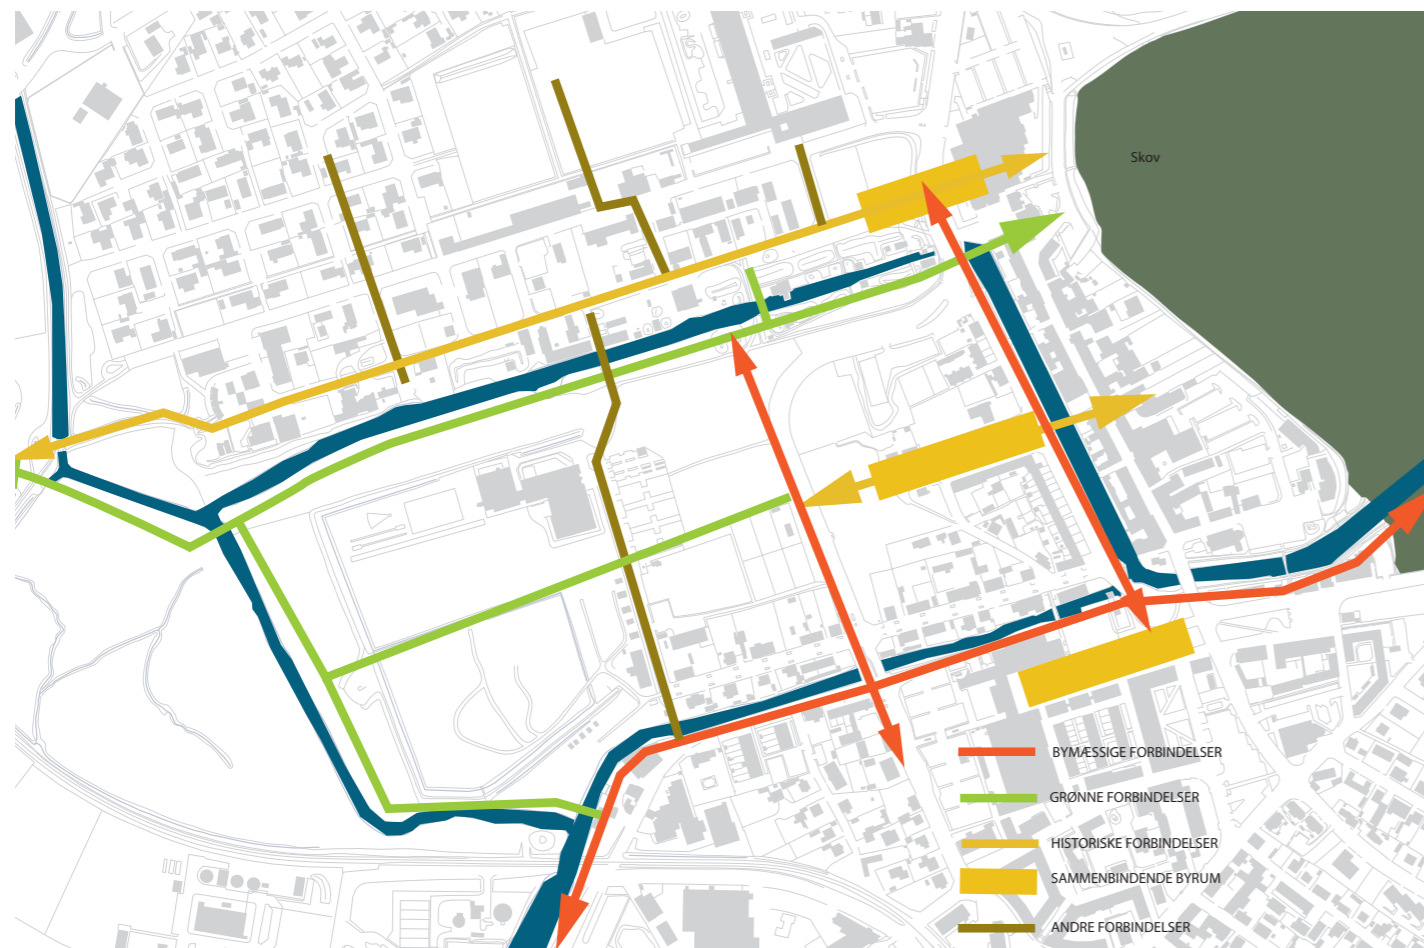 Skov
BYMÆSSIGE FORBINDELSER
GRØNNE FORBINDELSER
HISTORISKE FORBINDELSER
SAMMENBINDENDE BYRUM
ANDRE FORBINDELSER